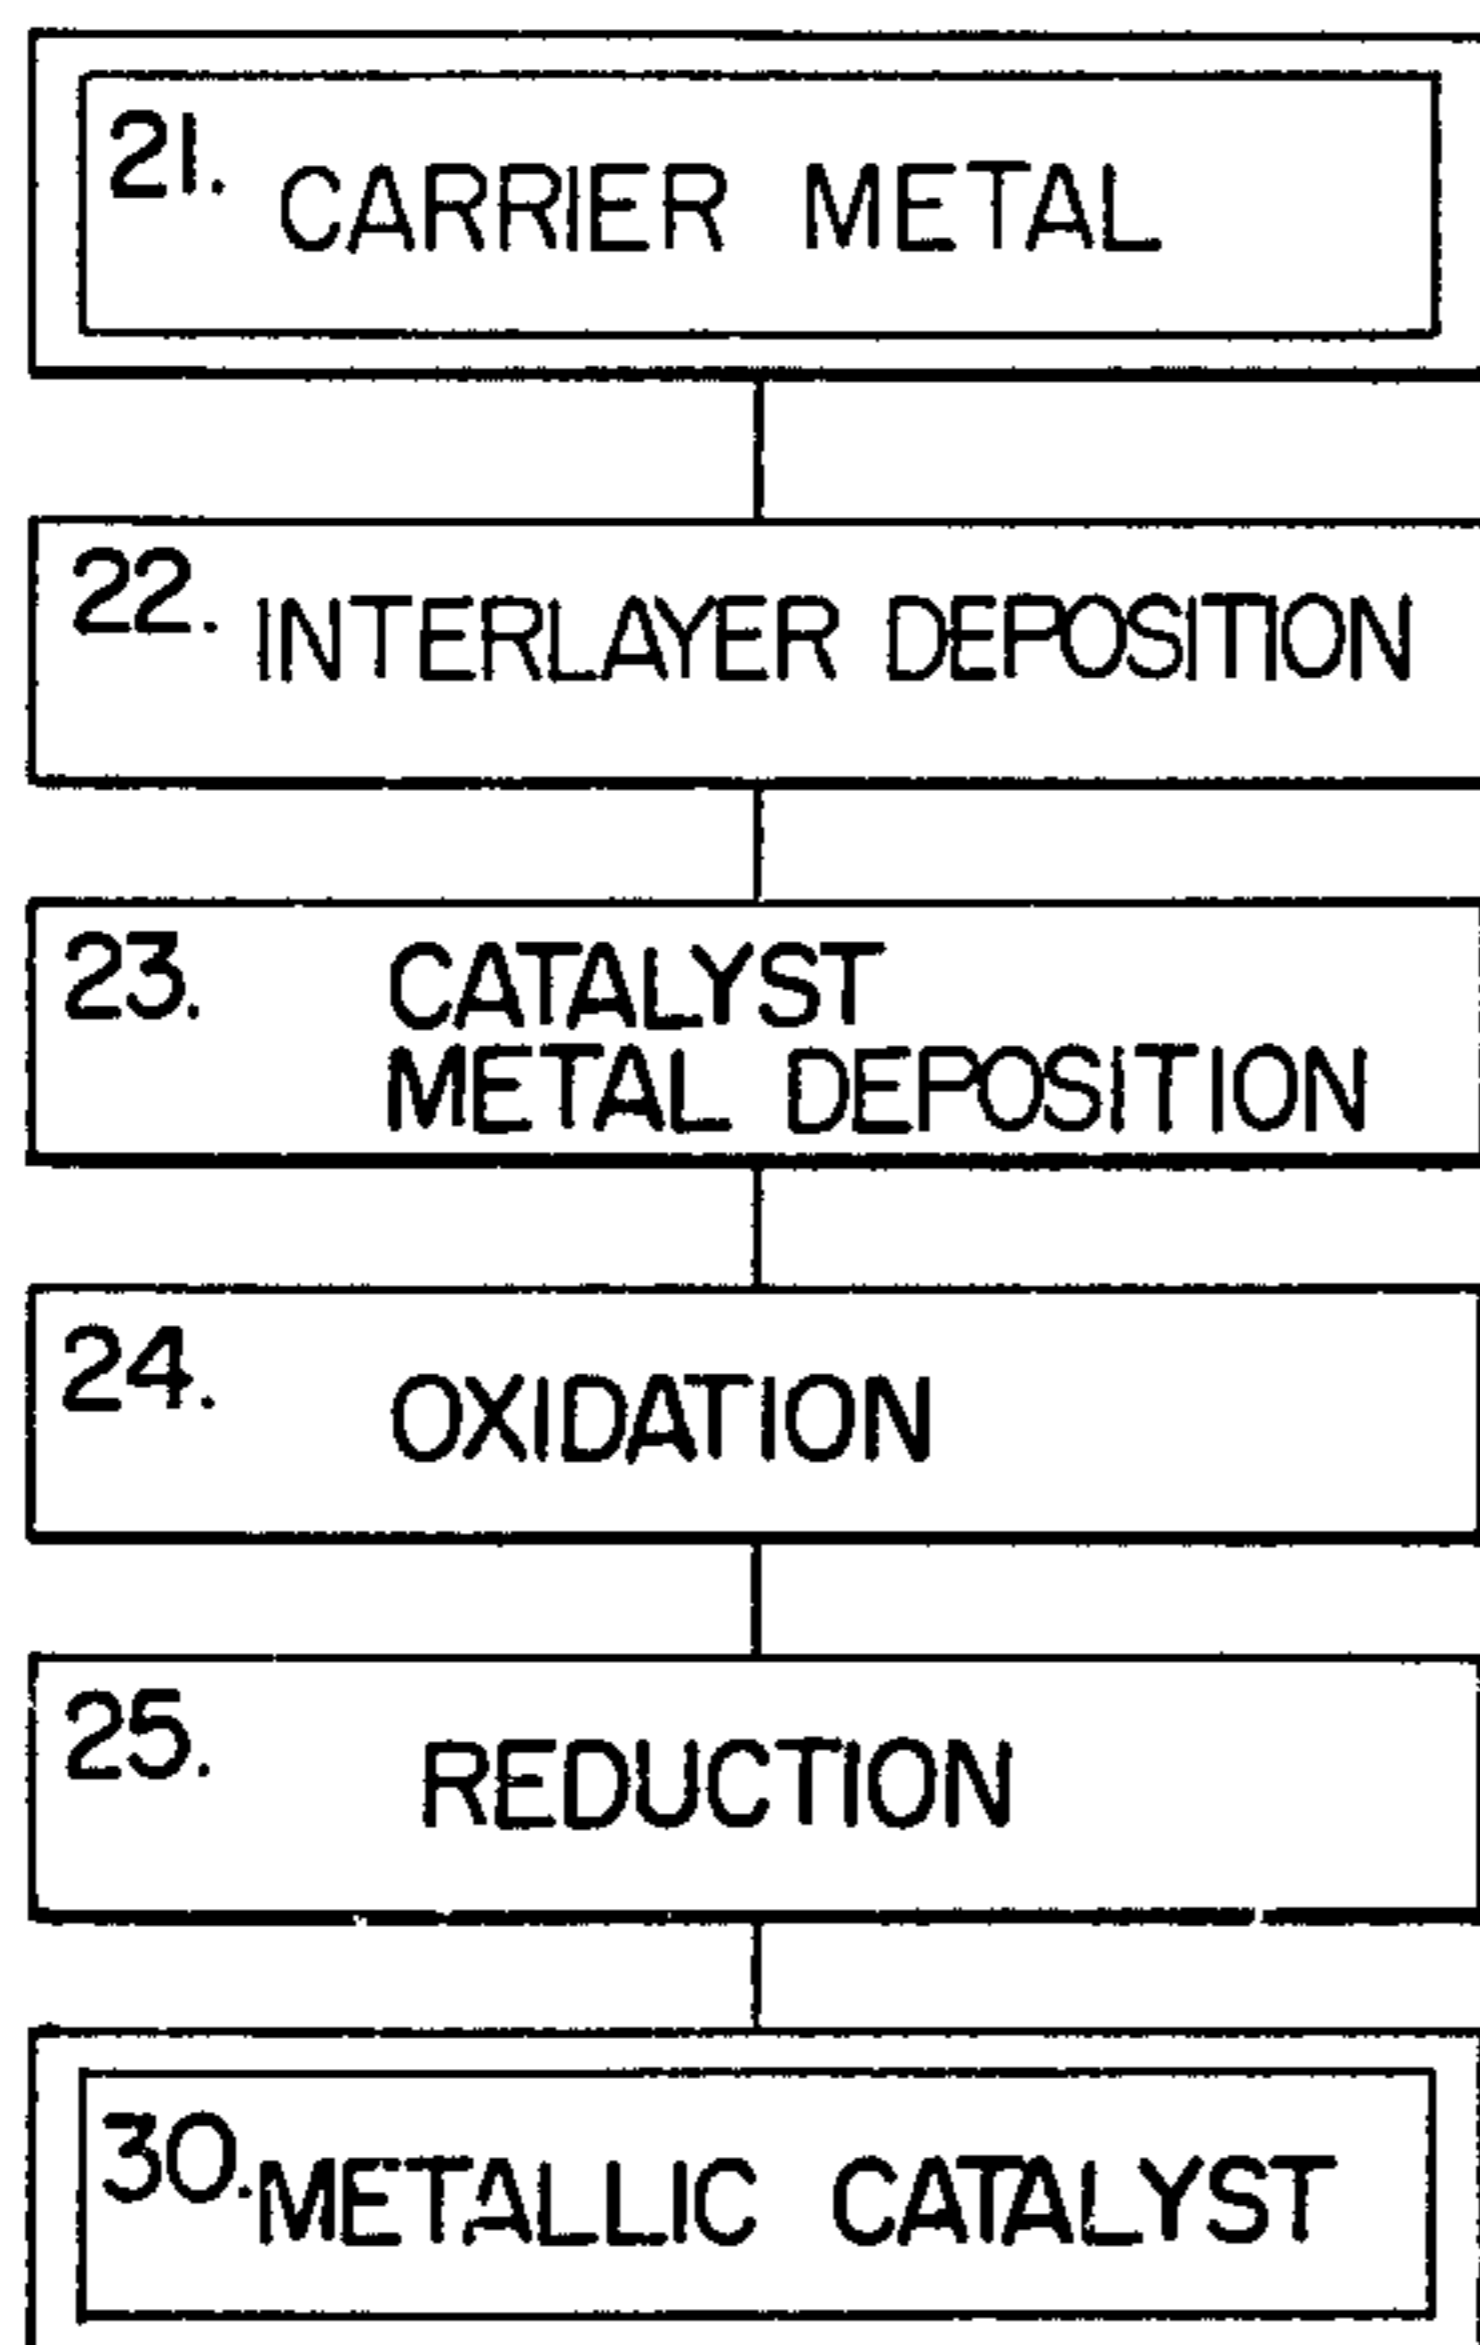 21. CARRIER METAL
22. INTERLAYER DEPOSITION
23. CATALYST
METAL DEPOSITION
24. OXIDATION
25. REDUCTION
30. METALLIC CATALYST